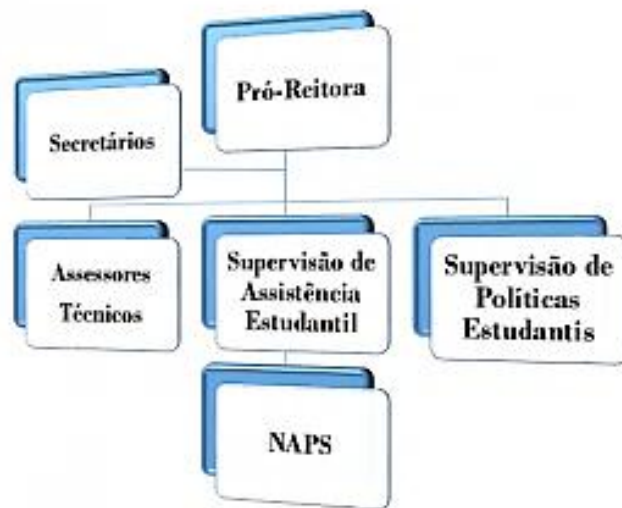 Pró-Reitora
Secretários
Assessores
Técnicos
Supervisão de
Assistência
Estudantil
Supervisão de
Políticas
Estudantis
NAPS